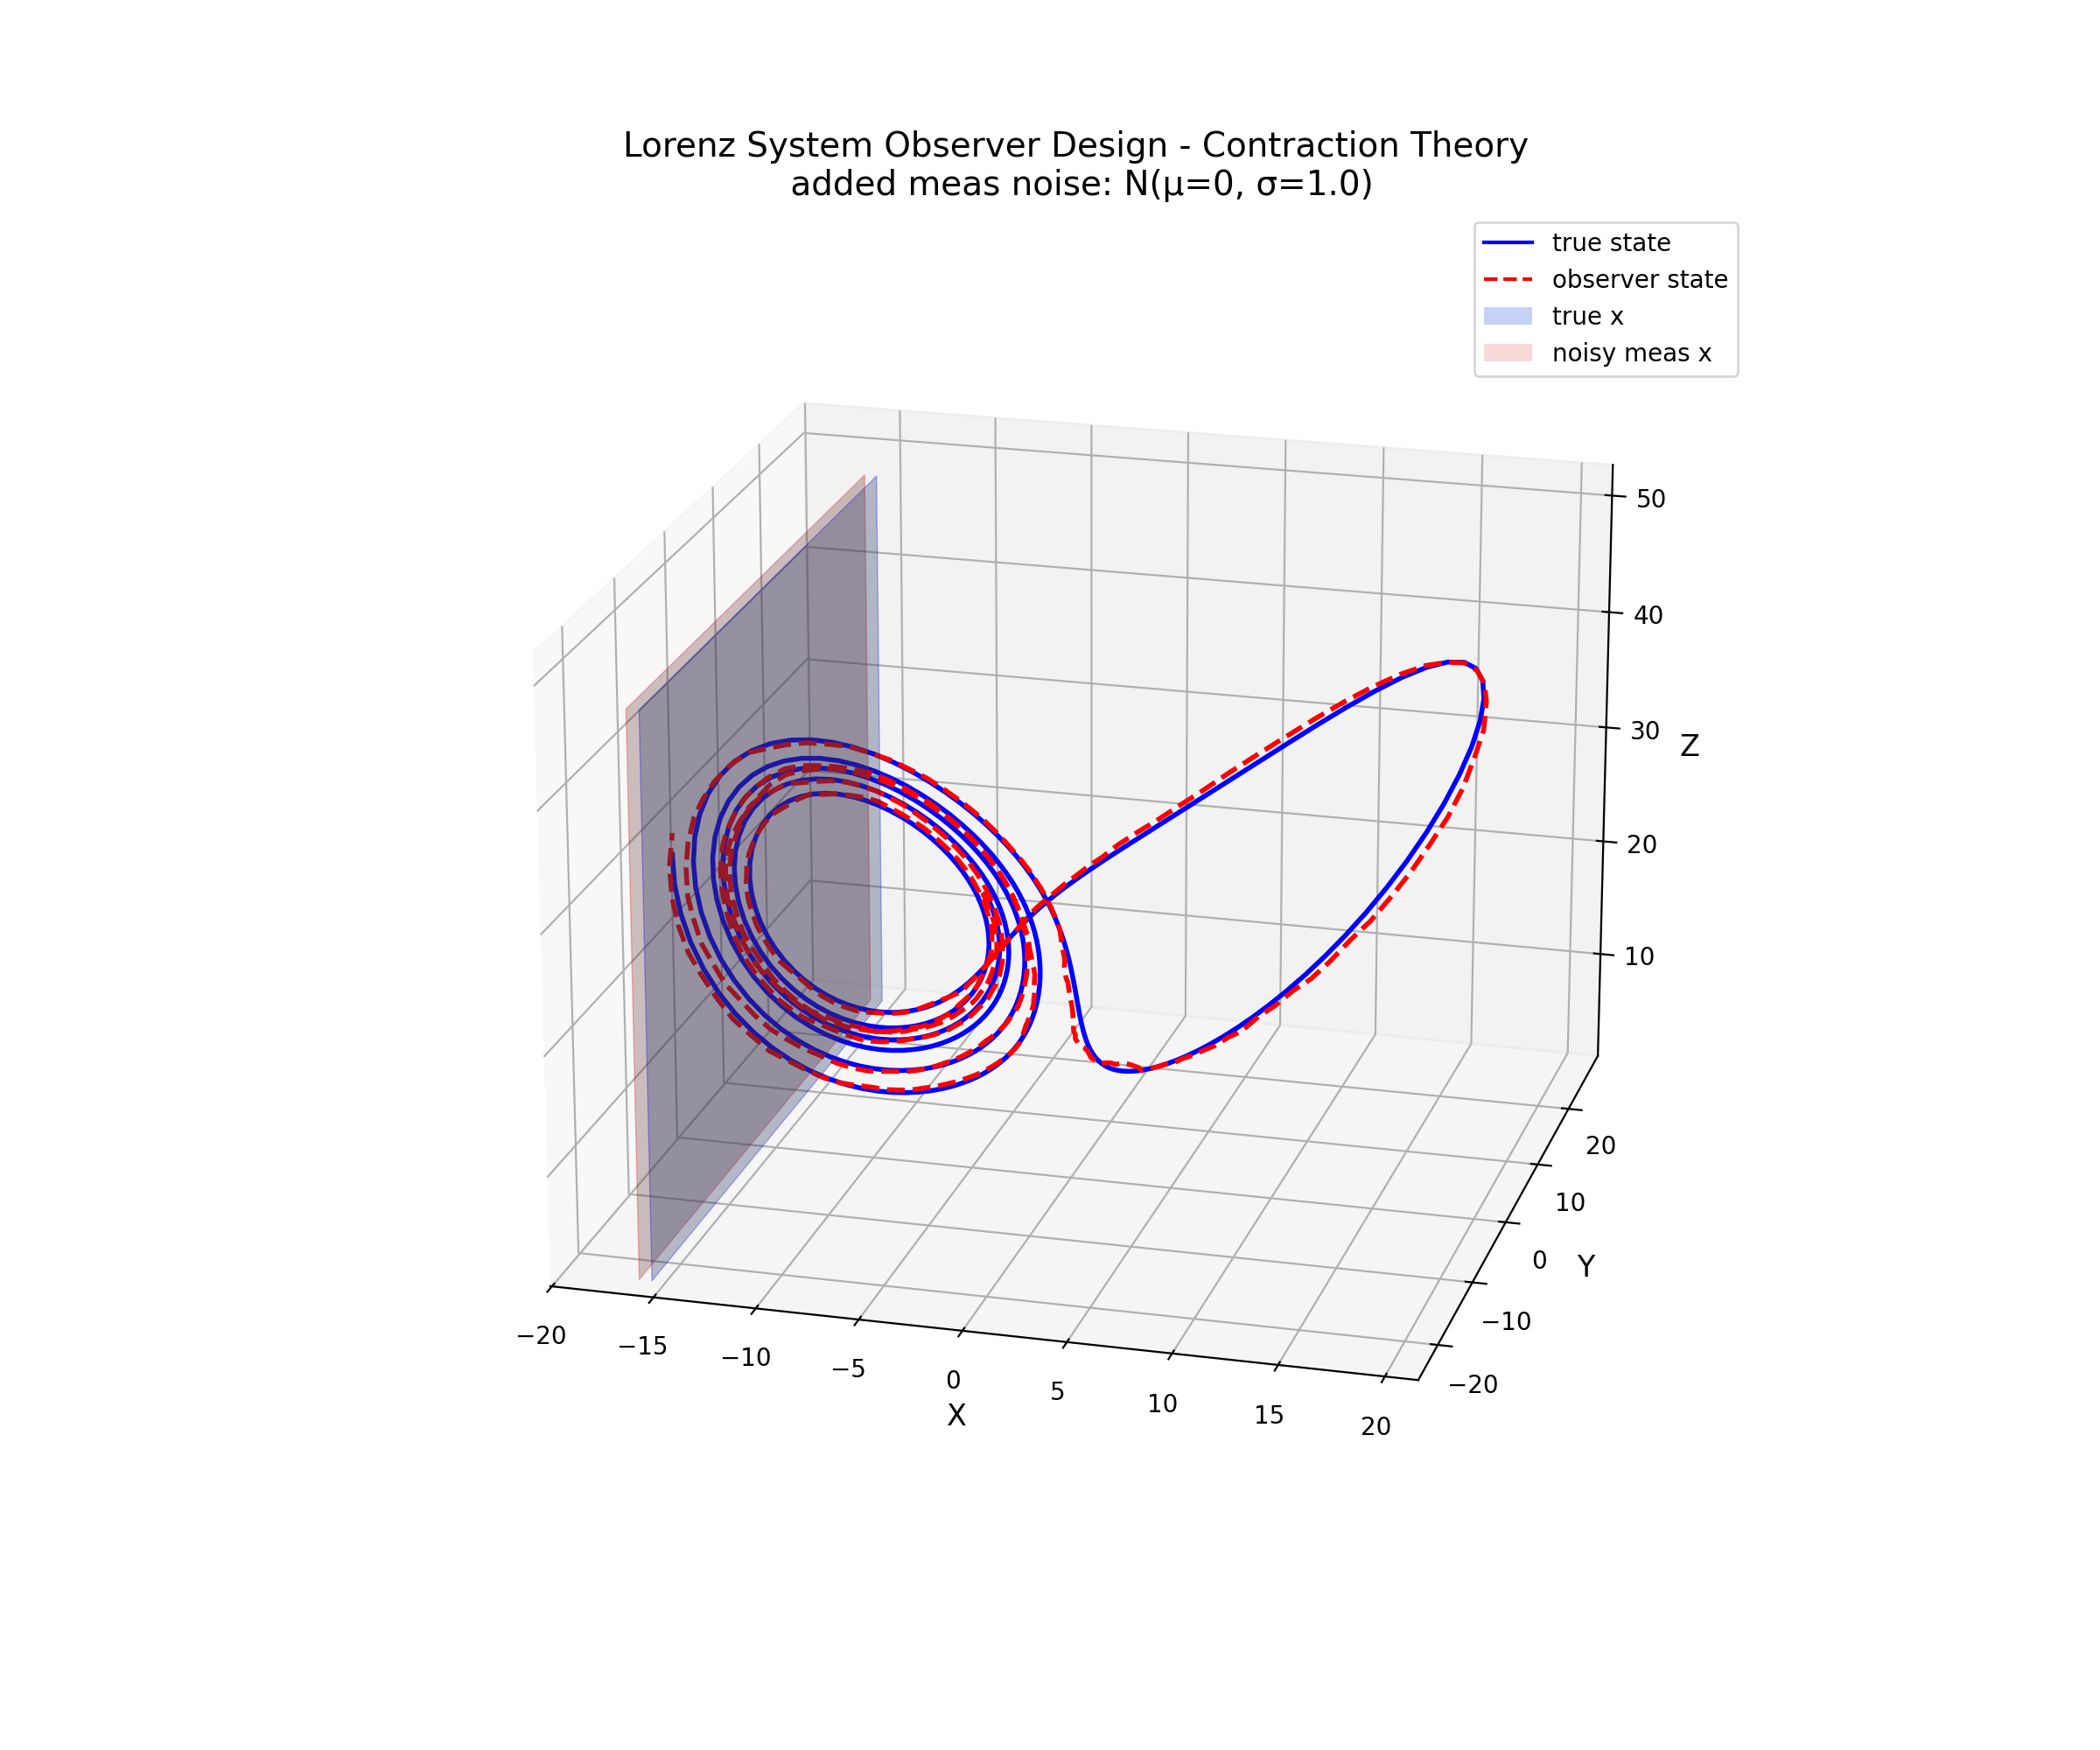 Lorenz System Observer Design - Contraction Theory
added meas noise: N(μ=0, σ=1.0)
true state
observer state
true x
noisy meas x
50
40
30
20
10
Z
20
10
0
−10
−20
Y
−20
−15
−10
−5
0
5
10
15
20
X